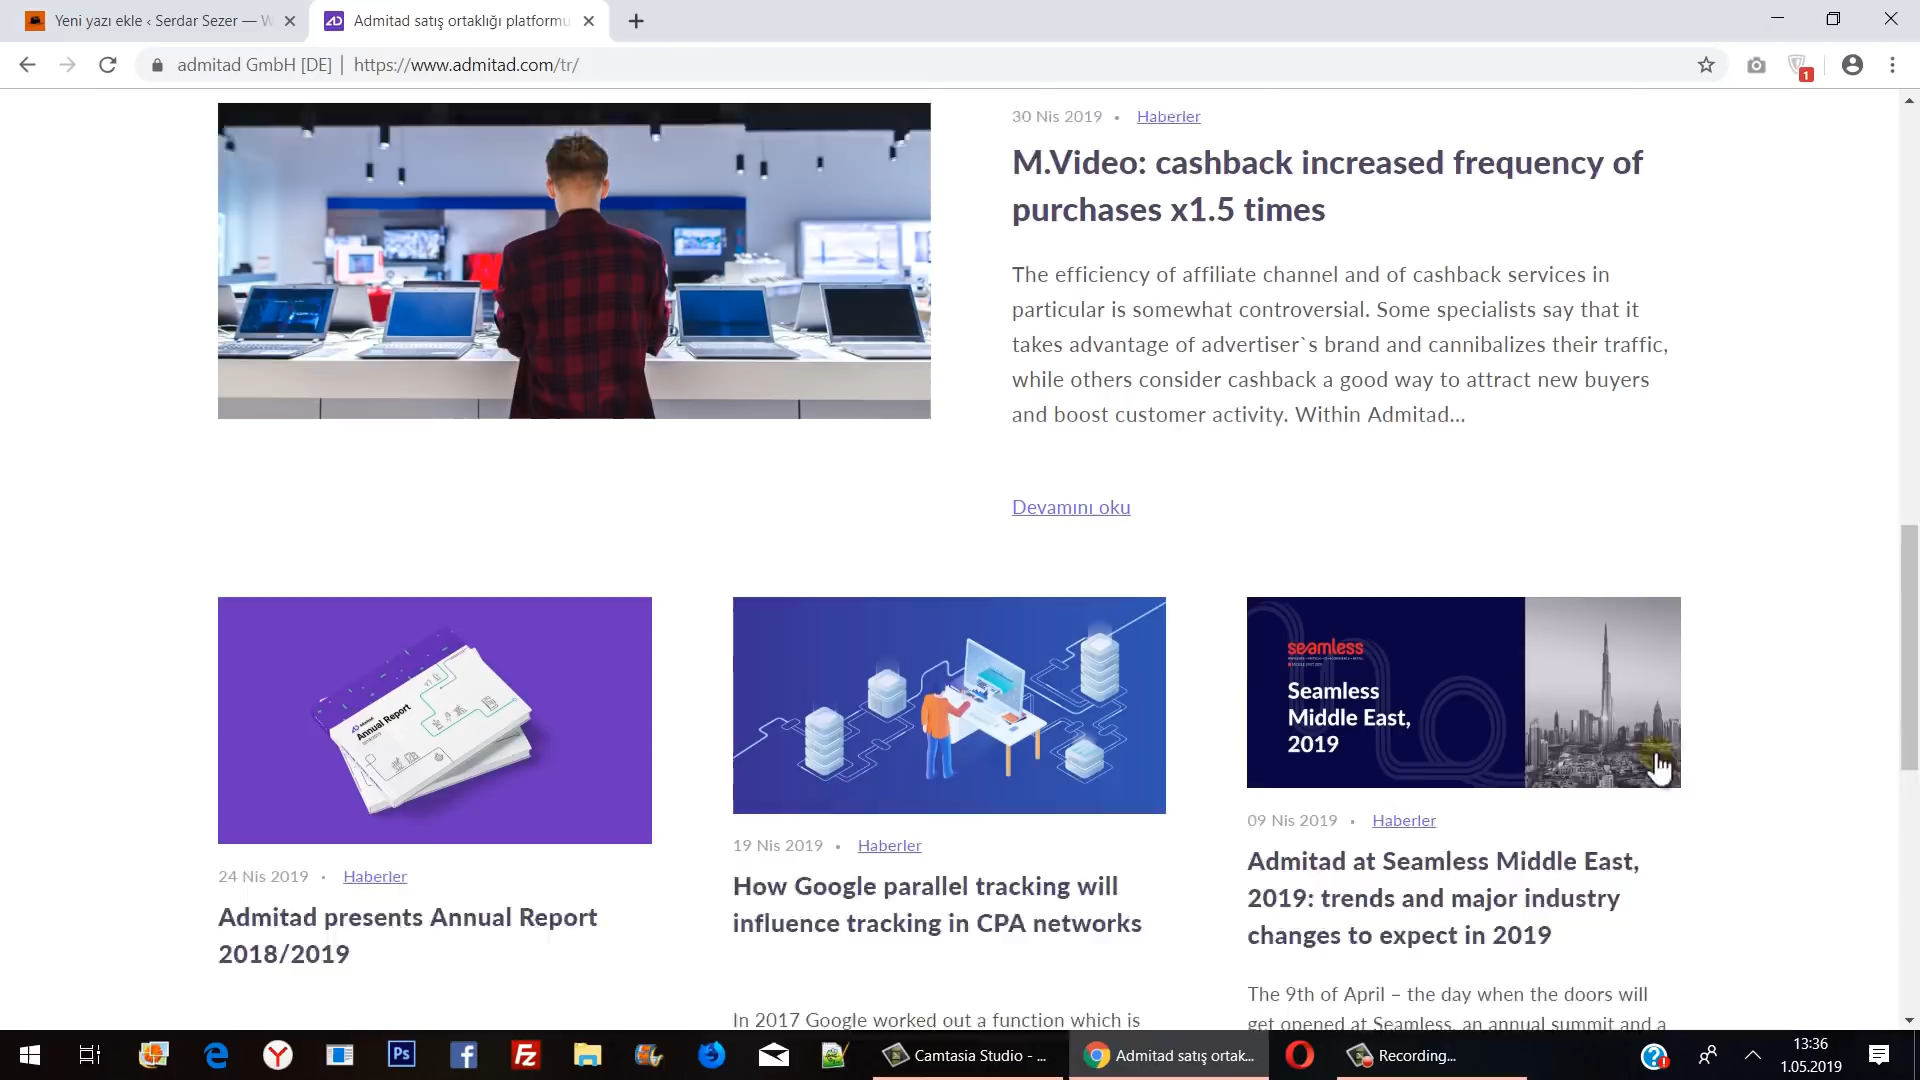 Yeni yazı ekle ‹ Serdar Sezer — W
Admitad satış ortaklığı platformu
admitad GmbH [DE] | https://www.admitad.com/tr/
1
30 Nis 2019 • Haberler
M.Video: cashback increased frequency of
purchases x1.5 times
The efficiency of affiliate channel and of cashback services in
particular is somewhat controversial. Some specialists say that it
takes advantage of advertiser`s brand and cannibalizes their traffic,
while others consider cashback a good way to attract new buyers
and boost customer activity. Within Admitad...
Devamını oku
Annual Report
24 Nis 2019 • Haberler
Admitad presents Annual Report
2018/2019
19 Nis 2019 • Haberler
How Google parallel tracking will
influence tracking in CPA networks
In 2017 Google worked out a function which is
seamless
Seamless
Middle East,
2019
09 Nis 2019 • Haberler
Admitad at Seamless Middle East,
2019: trends and major industry
changes to expect in 2019
The 9th of April – the day when the doors will
get opened at Seamless, an annual summit and a
Ps
Camtasia Studio - ...
Admitad satış ortak...
Recording...
13:36
1.05.2019